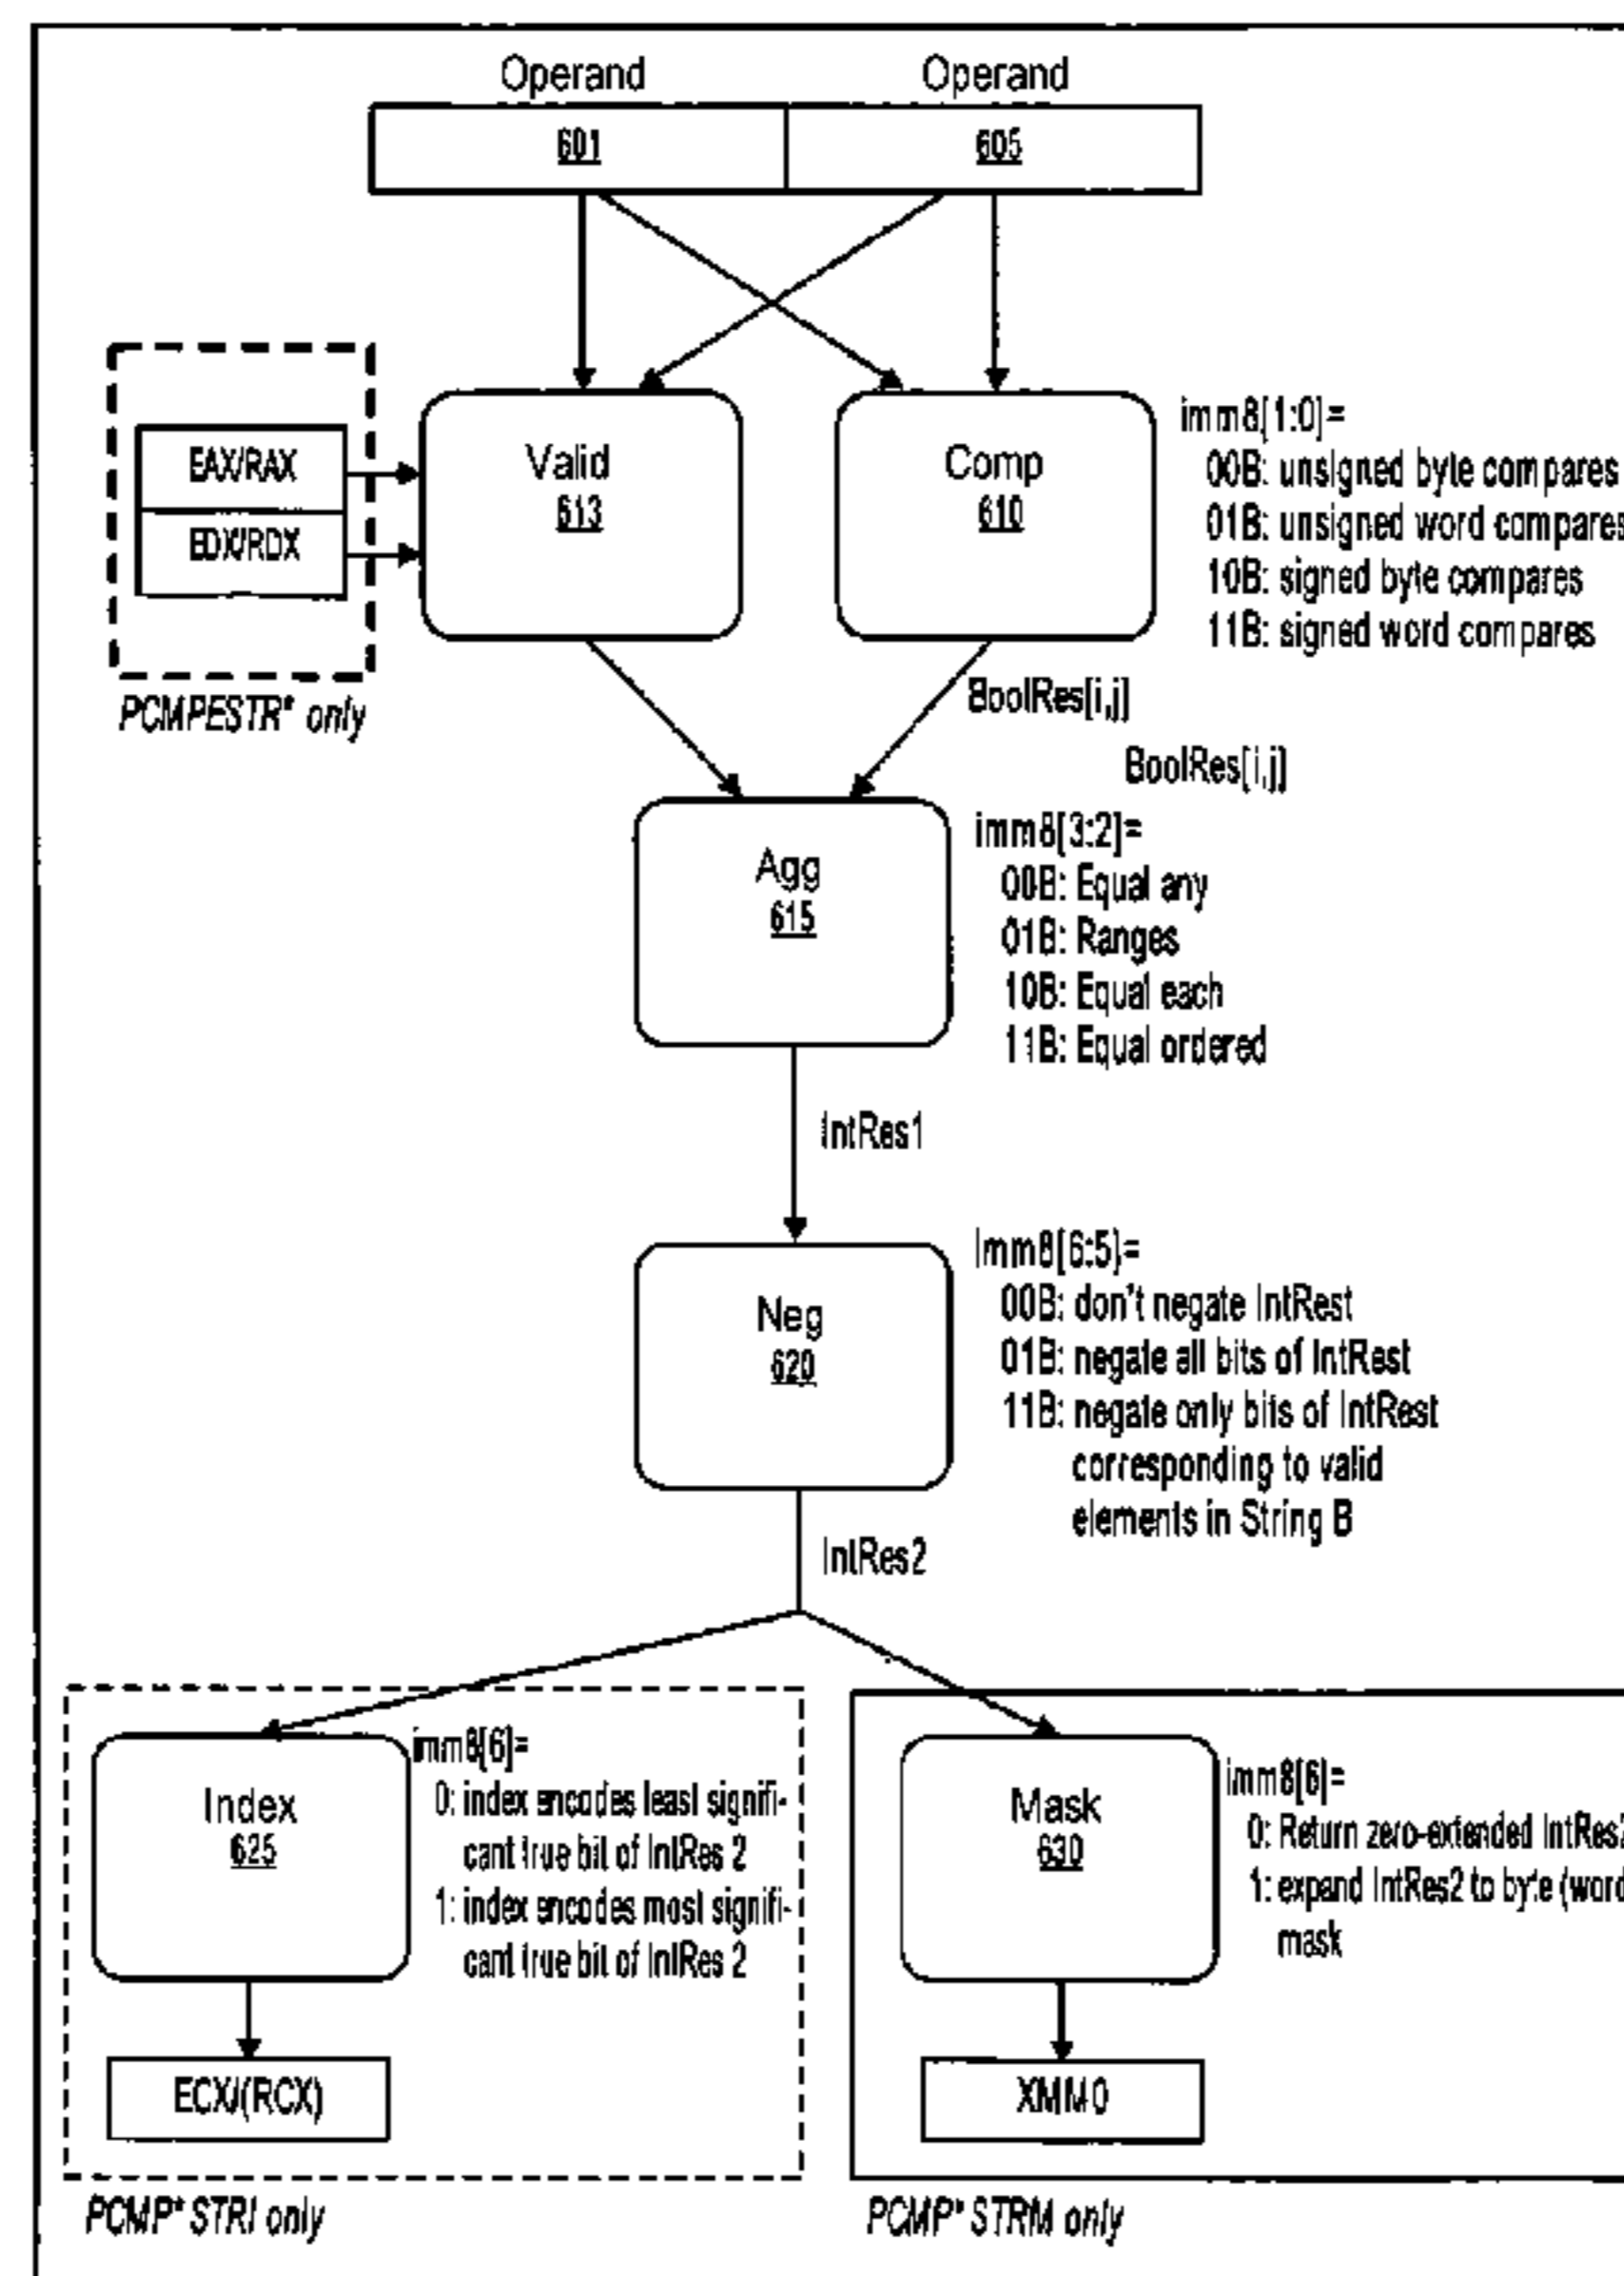 Operand
Operand
601
605
EAX/RAX
EDX/RDX
PCMPESTR* only
Valid
613
Comp
610
imm8[1:0]=
00B: unsigned byte compares
01B: unsigned word compares
10B: signed byte compares
11B: signed word compares
BoolRes[i,j]
BoolRes[i,j]
Agg
615
imm8[3:2]=
00B: Equal any
01B: Ranges
10B: Equal each
11B: Equal ordered
IntRes1
Neg
620
Imm8[6:5]=
00B: don't negate IntRest
01B: negate all bits of IntRest
11B: negate only bits of IntRest
corresponding to valid
elements in String B
IntRes2
Index
625
imm8[6]=
0: index encodes least signifi-
cant true bit of IntRes 2
1: index encodes most signifi-
cant true bit of IntRes 2
ECX/(RCX)
PCMP* STRI only
Mask
630
imm8[6]=
0: Return zero-extended IntRes2
1: expand IntRes2 to byte (word
mask
XMM0
PCMP* STRM only